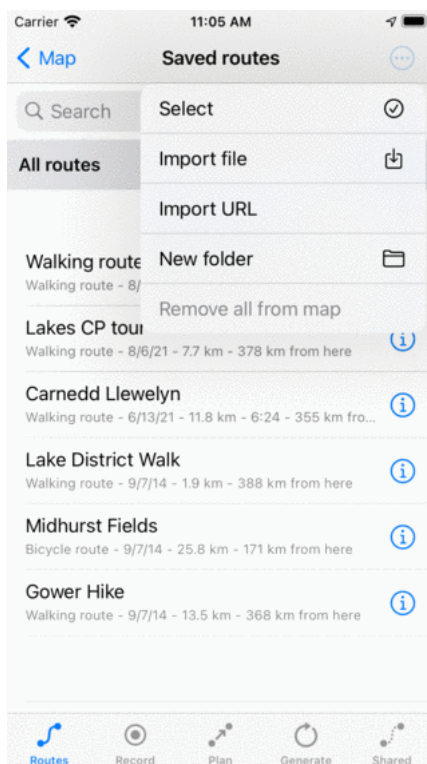 Carrier 11:05 AM
Map Saved routes
Search
Select
Import file
All routes
Import URL
New folder
Remove all from map
Walking route
Walking route - 8/
Lakes CP tour
Walking route - 8/6/21 - 7.7 km - 378 km from here
Carnedd Llewelyn
Walking route - 6/13/21 - 11.8 km - 6:24 - 355 km fro...
Lake District Walk
Walking route - 9/7/14 - 1.9 km - 388 km from here
Midhurst Fields
Bicycle route - 9/7/14 - 25.8 km - 171 km from here
Gower Hike
Walking route - 9/7/14 - 13.5 km - 368 km from here
Routes Record Plan Generate Shared